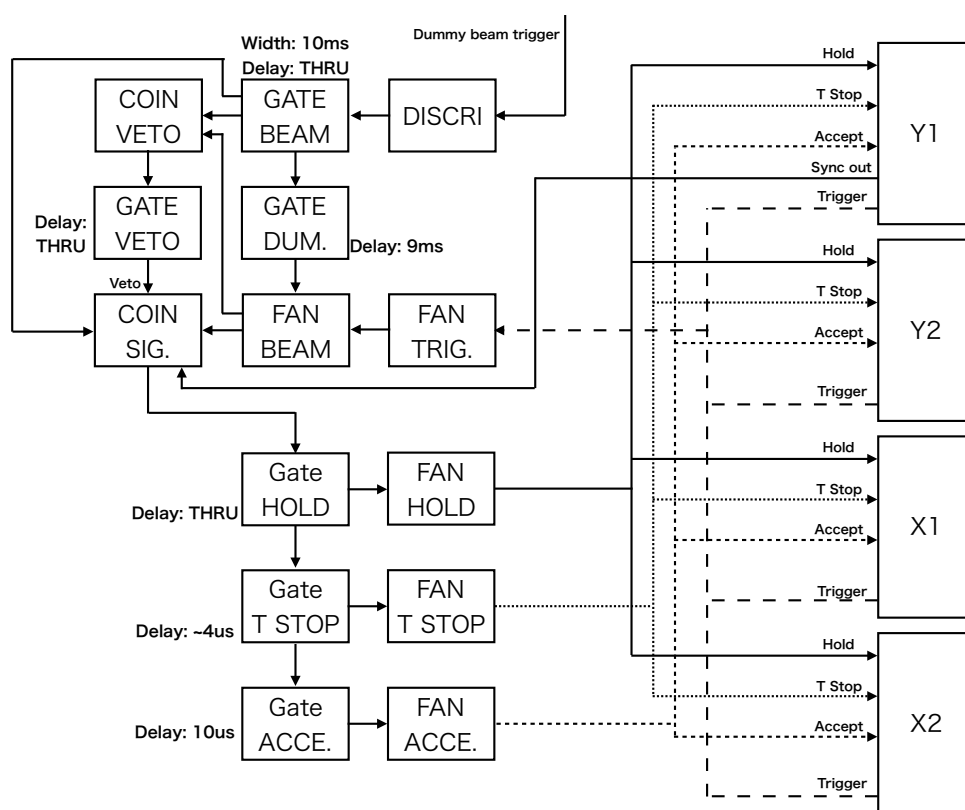 Dummy beam trigger
Width: 10ms
Delay: THRU
COIN
VETO
GATE
BEAM
DISCRI
GATE
VETO
Delay:
THRU
GATE
DUM.
Delay: 9ms
Veto
COIN
SIG.
FAN
BEAM
FAN
TRIG.
Gate
HOLD
Delay: THRU
FAN
HOLD
Gate
T STOP
Delay: ~4us
FAN
T STOP
Gate
ACCE.
Delay: 10us
FAN
ACCE.
Hold
T Stop
Accept
Sync out
Trigger
Y1
Hold
T Stop
Accept
Trigger
Y2
Hold
T Stop
Accept
Trigger
X1
Hold
T Stop
Accept
Trigger
X2